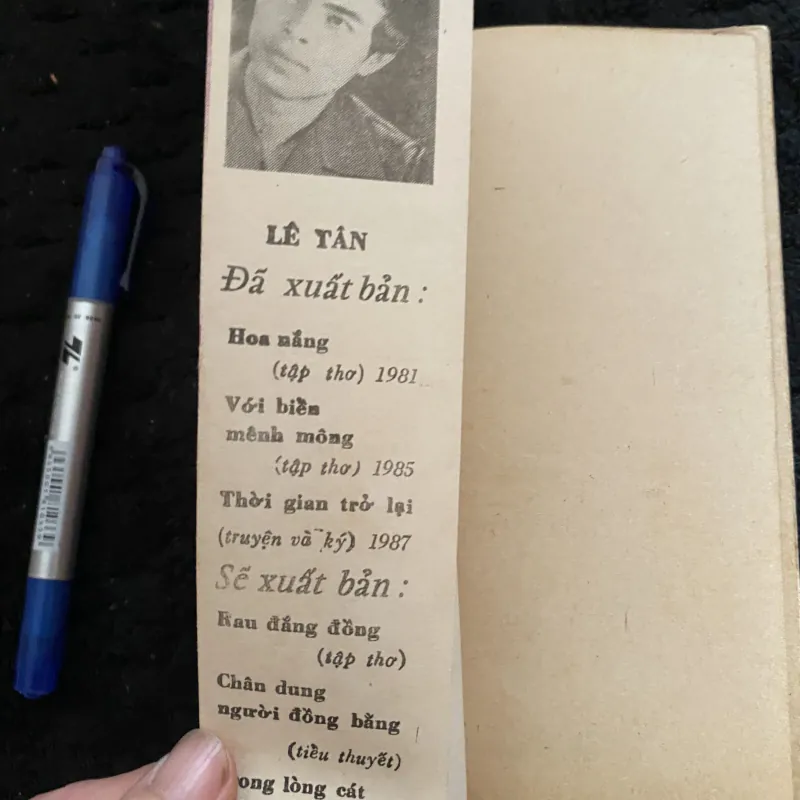 LÊ TÂN
Đã xuất bản :
Hoa nắng
(tập thơ) 1981
Với biển
mênh mông
(tập thơ) 1985
Thời gian trở lại
(truyện và ký) 1987
Sẽ xuất bản :
Rau đắng đồng
(tập thơ)
Chân dung
người đồng bằng
(tiểu thuyết)
lòng cát